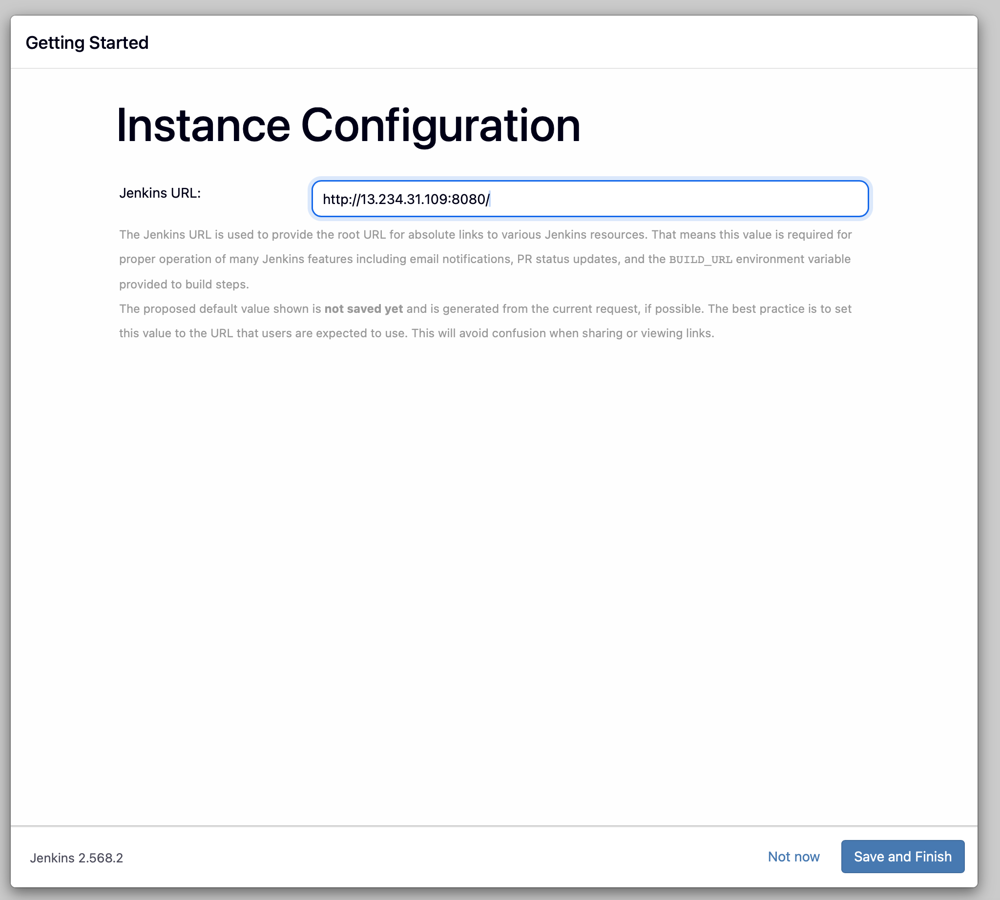 Getting Started
Instance Configuration
Jenkins URL:
http://13.234.31.109:8080/
The Jenkins URL is used to provide the root URL for absolute links to various Jenkins resources. That means this value is required for
proper operation of many Jenkins features including email notifications, PR status updates, and the BUILD_URL environment variable
provided to build steps.
The proposed default value shown is not saved yet and is generated from the current request, if possible. The best practice is to set
this value to the URL that users are expected to use. This will avoid confusion when sharing or viewing links.
Jenkins 2.568.2
Not now
Save and Finish